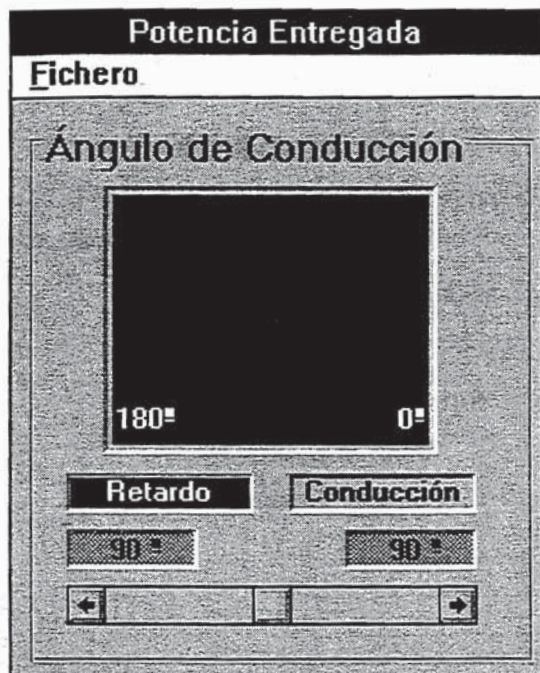 Potencia Entregada
Fichero
Ángulo de Conducción
180º 0º
Retardo Conducción
90 º 90 º